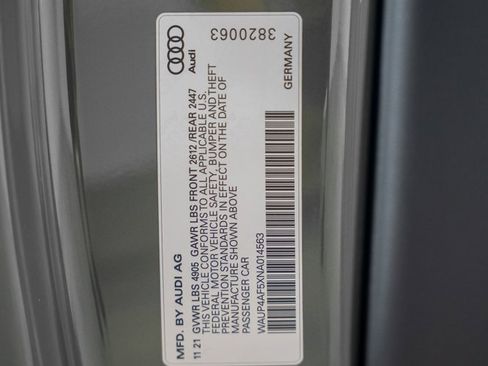 MFD. BY AUDI AG
11 21 GVWR LBS 4905 GAWR LBS FRONT 2612 /REAR 2447
THIS VEHICLE CONFORMS TO ALL APPLICABLE U.S.
FEDERAL MOTOR VEHICLE SAFETY, BUMPER AND THEFT
PREVENTION STANDARDS IN EFFECT ON THE DATE OF
MANUFACTURE SHOWN ABOVE
PASSENGER CAR
WAUP4AF5XNA014563
Audi
3820063
GERMANY